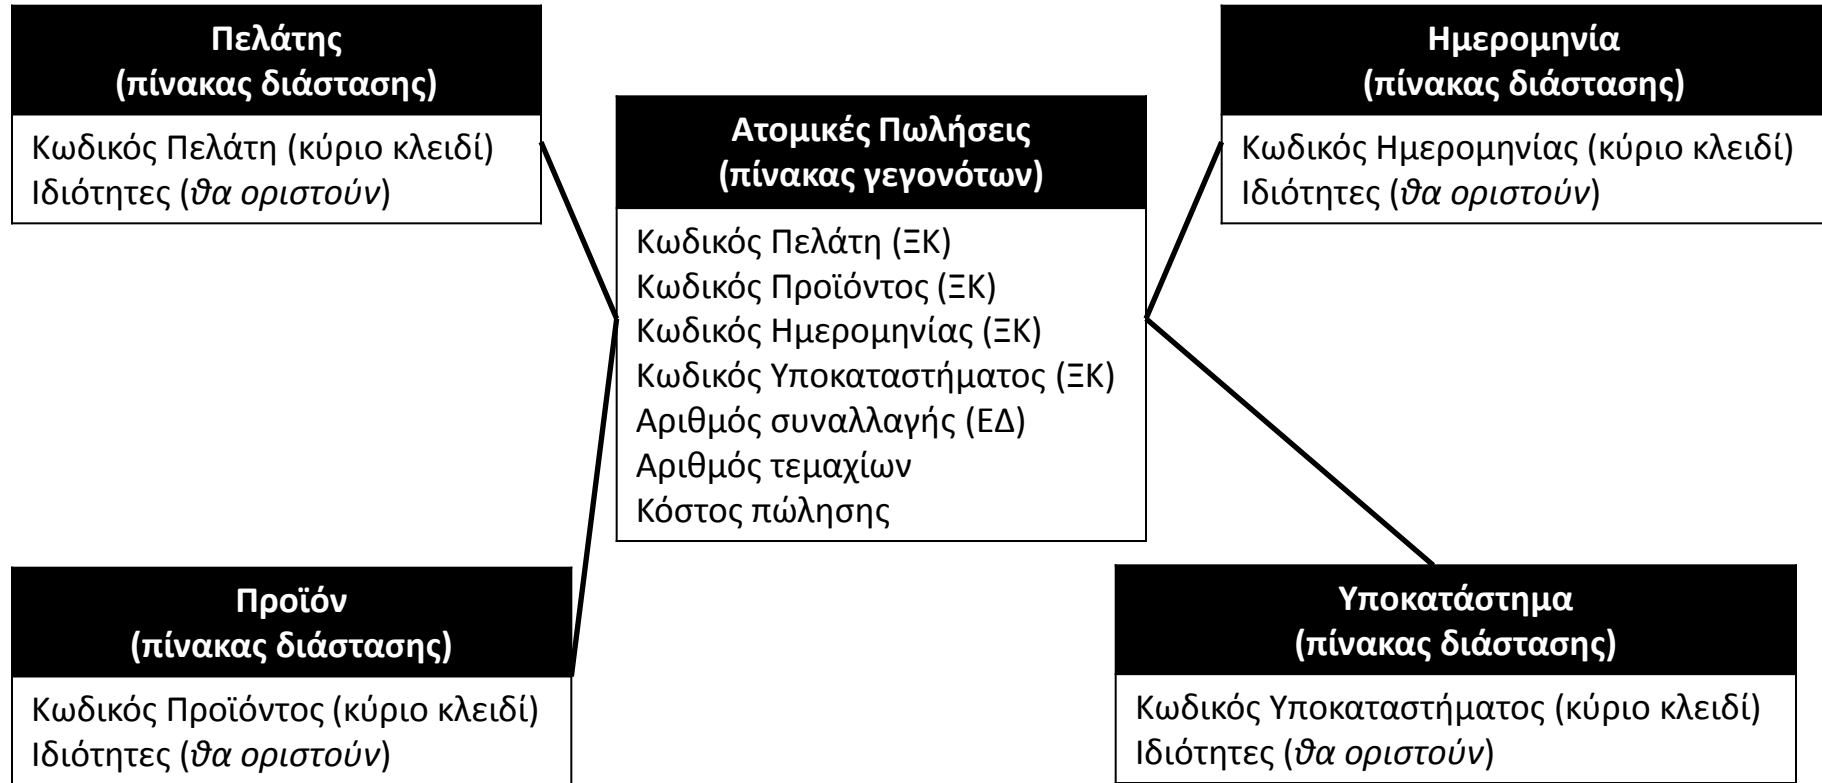 Πελάτης
(πίνακας διάστασης)
Κωδικός Πελάτη (κύριο κλειδί)
Ιδιότητες (θα οριστούν)
Ημερομηνία
(πίνακας διάστασης)
Κωδικός Ημερομηνίας (κύριο κλειδί)
Ιδιότητες (θα οριστούν)
Ατομικές Πωλήσεις
(πίνακας γεγονότων)
Κωδικός Πελάτη (ΞΚ)
Κωδικός Προϊόντος (ΞΚ)
Κωδικός Ημερομηνίας (ΞΚ)
Κωδικός Υποκαταστήματος (ΞΚ)
Αριθμός συναλλαγής (ΕΔ)
Αριθμός τεμαχίων
Κόστος πώλησης
Προϊόν
(πίνακας διάστασης)
Κωδικός Προϊόντος (κύριο κλειδί)
Ιδιότητες (θα οριστούν)
Υποκατάστημα
(πίνακας διάστασης)
Κωδικός Υποκαταστήματος (κύριο κλειδί)
Ιδιότητες (θα οριστούν)